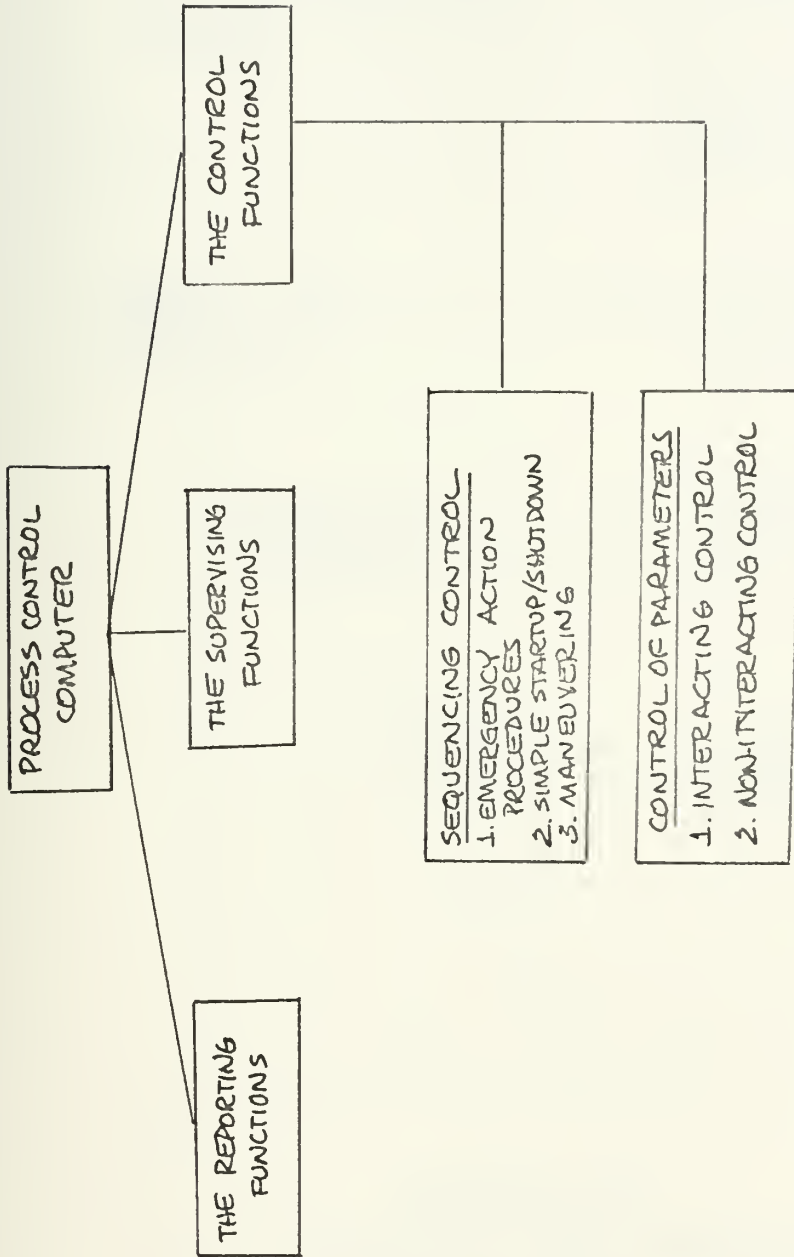 PROCESS CONTROL
COMPUTER
THE REPORTING
FUNCTIONS
THE SUPERVISING
FUNCTIONS
THE CONTROL
FUNCTIONS
SEQUENCING CONTROL
1. EMERGENCY ACTION
PROCEDURES
2. SIMPLE STARTUP/SHUTDOWN
3. MANEUVERING
CONTROL OF PARAMETERS
1. INTERACTING CONTROL
2. NON-INTERACTING CONTROL